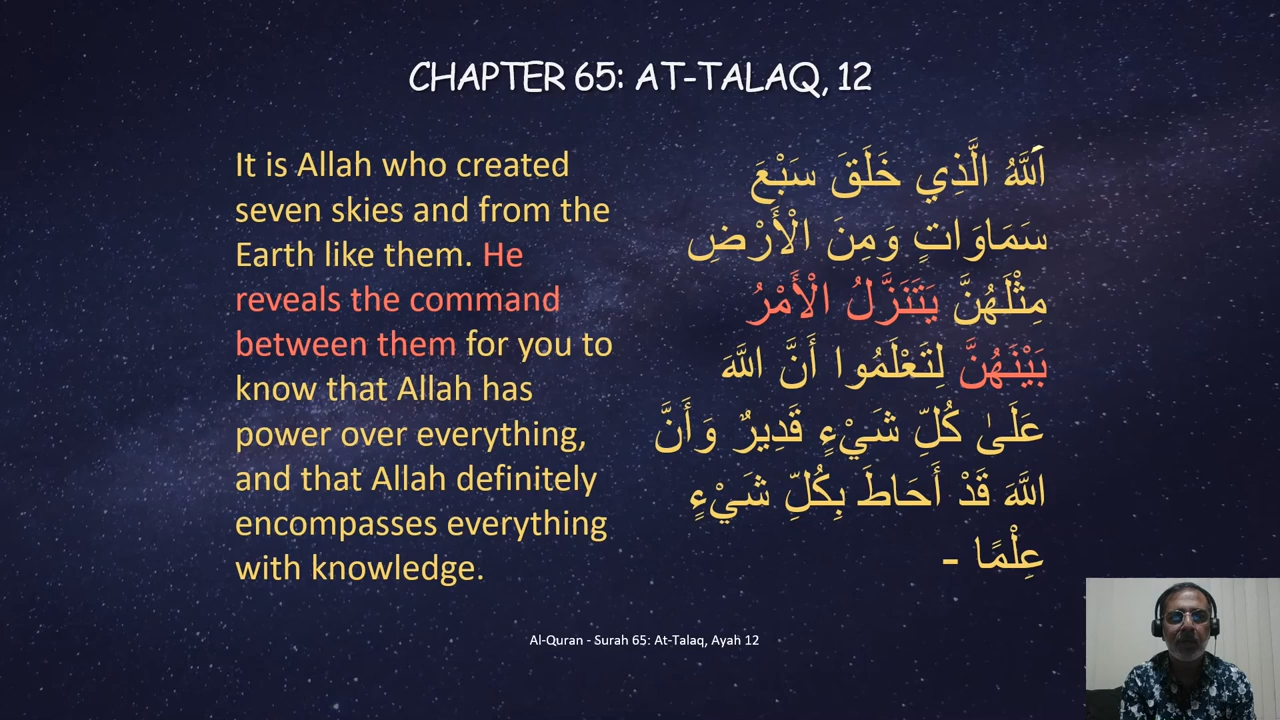 CHAPTER 65: AT-TALAQ, 12
It is Allah who created
seven skies and from the
Earth like them. He
reveals the command
between them for you to
know that Allah has
power over everything,
and that Allah definitely
encompasses everything
with knowledge.
اَللَّهُ الَّذِي خَلَقَ سَبْعَ
سَمَاوَاتٍ وَمِنَ الْأَرْضِ
مِثْلَهُنَّ يَتَنَزَّلُ الْأَمْرُ
بَيْنَهُنَّ لِتَعْلَمُوا أَنَّ اللَّهَ
عَلَىٰ كُلِّ شَيْءٍ قَدِيرٌ وَأَنَّ
اللَّهَ قَدْ أَحَاطَ بِكُلِّ شَيْءٍ
عِلْمًا -
Al-Quran - Surah 65: At-Talaq, Ayah 12